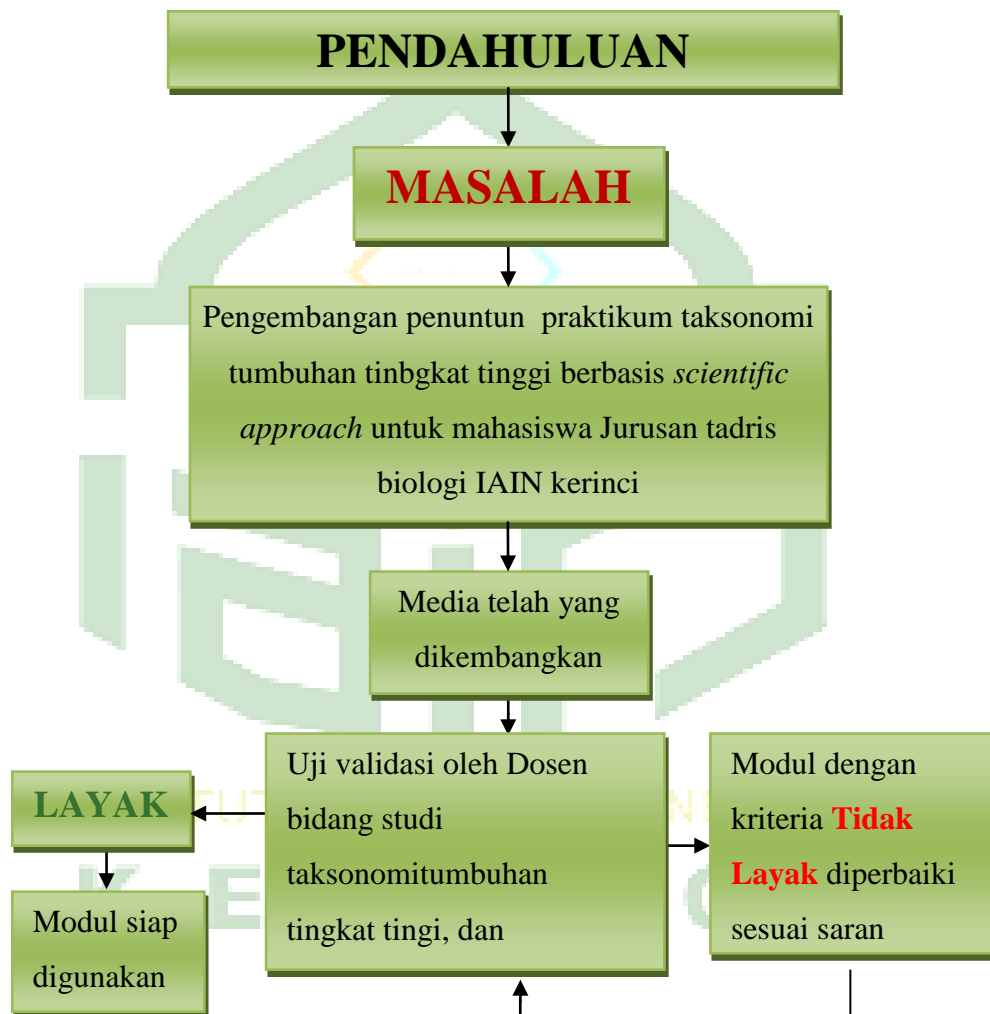 PENDAHULUAN
MASALAH
Pengembangan penuntun praktikum taksonomi
tumbuhan tinbgkat tinggi berbasis scientific
approach untuk mahasiswa Jurusan tadris
biologi IAIN kerinci
Media telah yang
dikembangkan
Uji validasi oleh Dosen
bidang studi
taksonomitumbuhan
tingkat tingi, dan
LAYAK
Modul siap
digunakan
Modul dengan
kriteria Tidak
Layak diperbaiki
sesuai saran